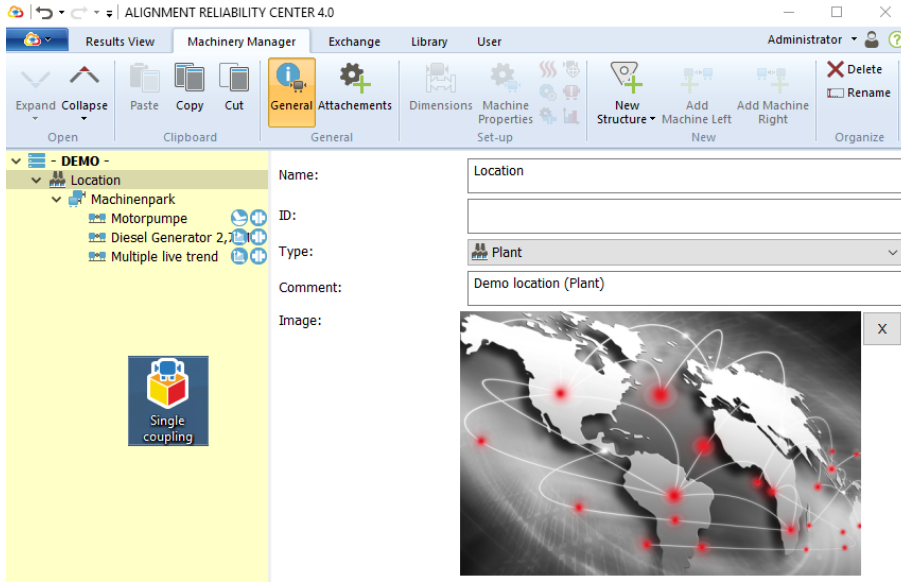 ALIGNMENT RELIABILITY CENTER 4.0
Results View Machinery Manager Exchange Library User Administrator
Expand Collapse Paste Copy Cut General Attachements Dimensions Machine Properties New Structure Add Machine Left Add Machine Right Delete
Rename
Open Clipboard General Set-up New Organize
- DEMO -
Location
Machinenpark
Motorpumpe
Diesel Generator 2,7
Multiple live trend
Single
coupling
Name: Location
ID:
Type: Plant
Comment: Demo location (Plant)
Image: X